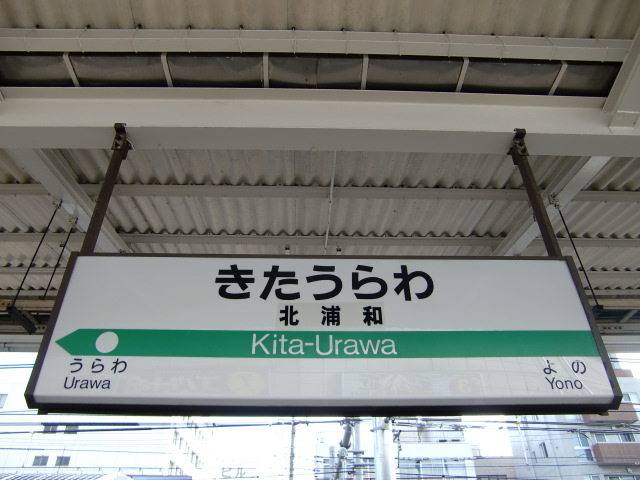 きたうらわ
北浦和
Kita-Urawa
うらわ
Urawa
よの
Yono